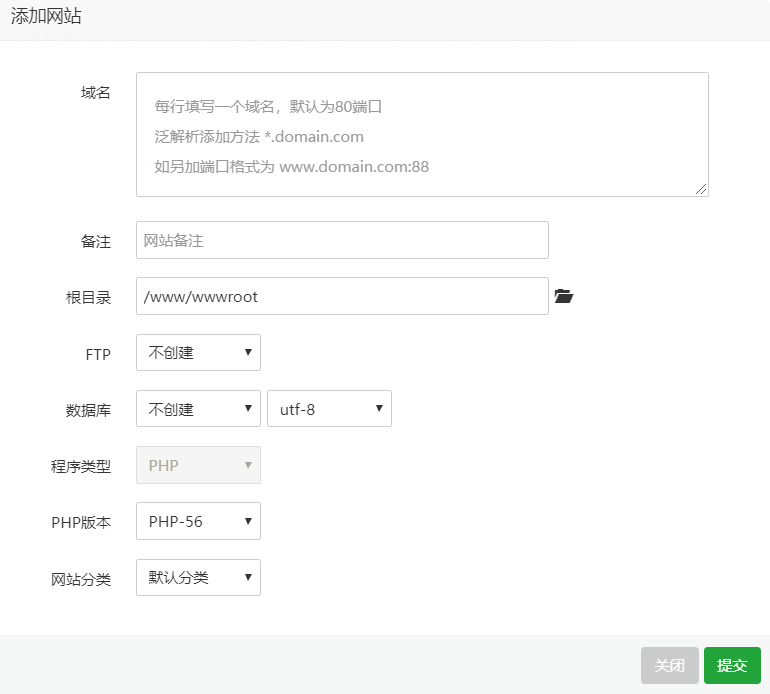 添加网站
域名
每行填写一个域名，默认为80端口
泛解析添加方法 *.domain.com
如另加端口格式为 www.domain.com:88
备注 网站备注
根目录 /www/wwwroot
FTP 不创建
数据库 不创建 utf-8
程序类型 PHP
PHP版本 PHP-56
网站分类 默认分类
关闭 提交